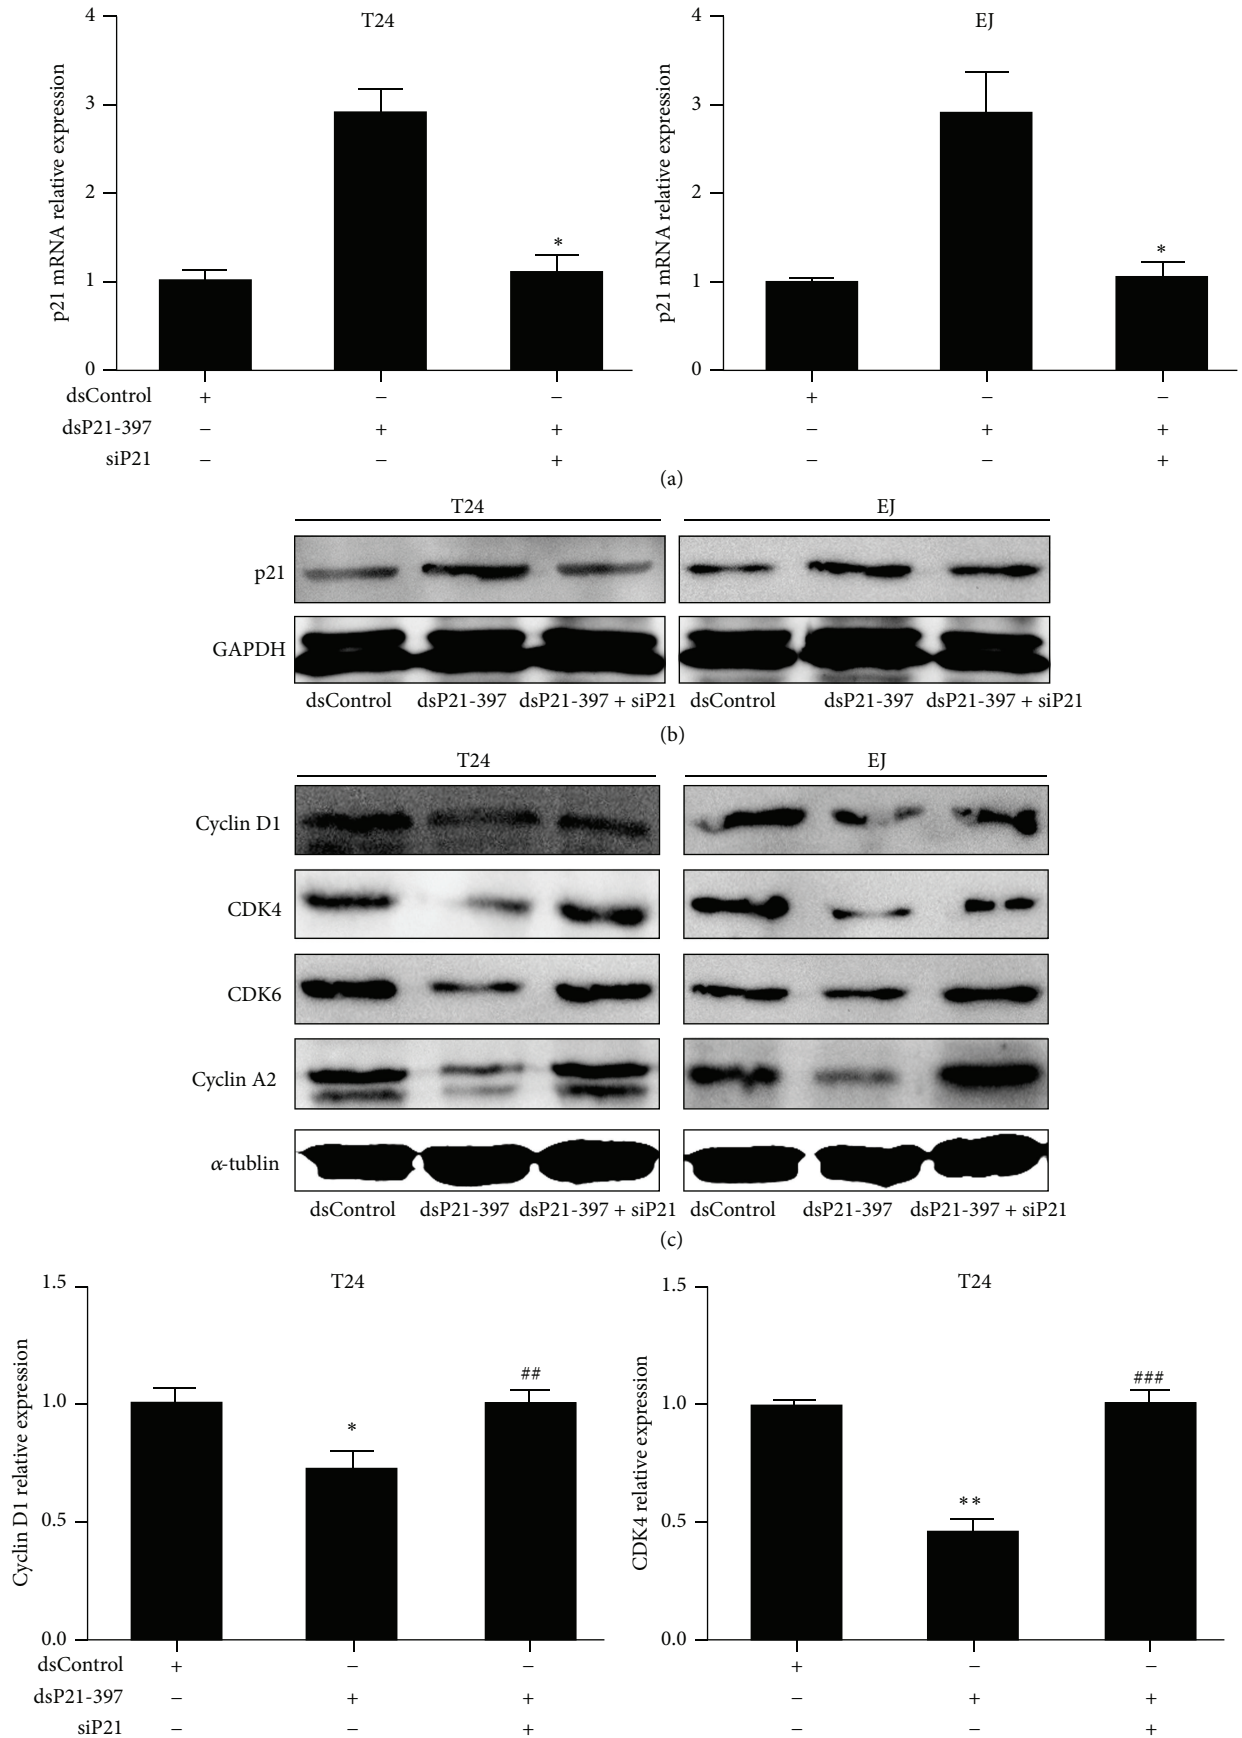 T24
4
3
2
1
0
p21 mRNA relative expression
*
EJ
4
3
2
1
0
p21 mRNA relative expression
*
dsControl + − − + − −
dsP21-397 − + + − + +
siP21 − − + − − +
(a)
T24 EJ
p21
GAPDH
dsControl dsP21-397 dsP21-397 + siP21 dsControl dsP21-397 dsP21-397 + siP21
(b)
T24 EJ
Cyclin D1
CDK4
CDK6
Cyclin A2
α-tublin
dsControl dsP21-397 dsP21-397 + siP21 dsControl dsP21-397 dsP21-397 + siP21
(c)
T24
1.5
1.0
0.5
0.0
Cyclin D1 relative expression
*
##
T24
1.5
1.0
0.5
0.0
CDK4 relative expression
**
###
dsControl + − − + − −
dsP21-397 − + + − + +
siP21 − − + − − +